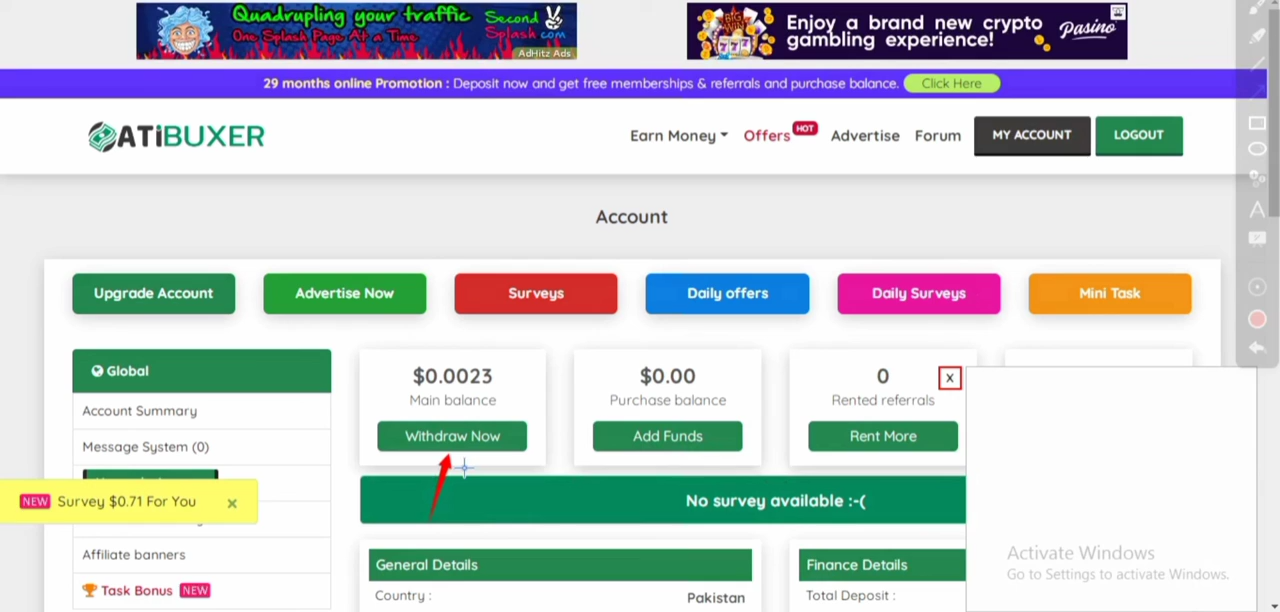 Quadrupling your traffic
One Splash Page At a Time
Second
Splash.com
AdHitz Ads
BIG WIN
777
Enjoy a brand new crypto
gambling experience!
Pasino
29 months online Promotion : Deposit now and get free memberships & referrals and purchase balance. Click Here
ATiBUXER
Earn Money Offers HOT Advertise Forum MY ACCOUNT LOGOUT
Account
Upgrade Account Advertise Now Surveys Daily offers Daily Surveys Mini Task
Global
Account Summary
Message System (0)
Affiliate banners
Task Bonus NEW
$0.0023
Main balance
Withdraw Now
$0.00
Purchase balance
Add Funds
0
Rented referrals
Rent More
x
NEW Survey $0.71 For You ×
No survey available :-(
General Details
Country : Pakistan
Finance Details
Total Deposit :
Activate Windows
Go to Settings to activate Windows.